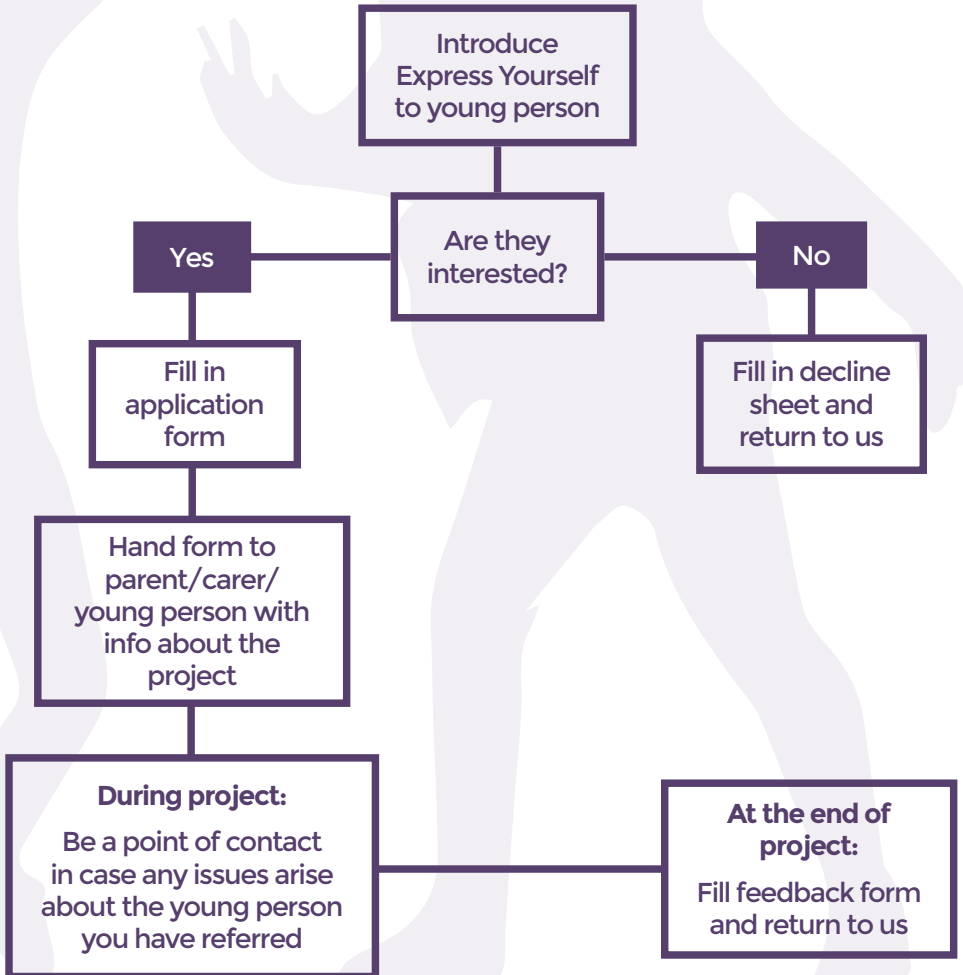 Introduce
Express Yourself
to young person
Are they
interested?
Yes
No
Fill in
application
form
Fill in decline
sheet and
return to us
Hand form to
parent/carer/
young person with
info about the
project
During project:
Be a point of contact
in case any issues arise
about the young person
you have referred
At the end of
project:
Fill feedback form
and return to us